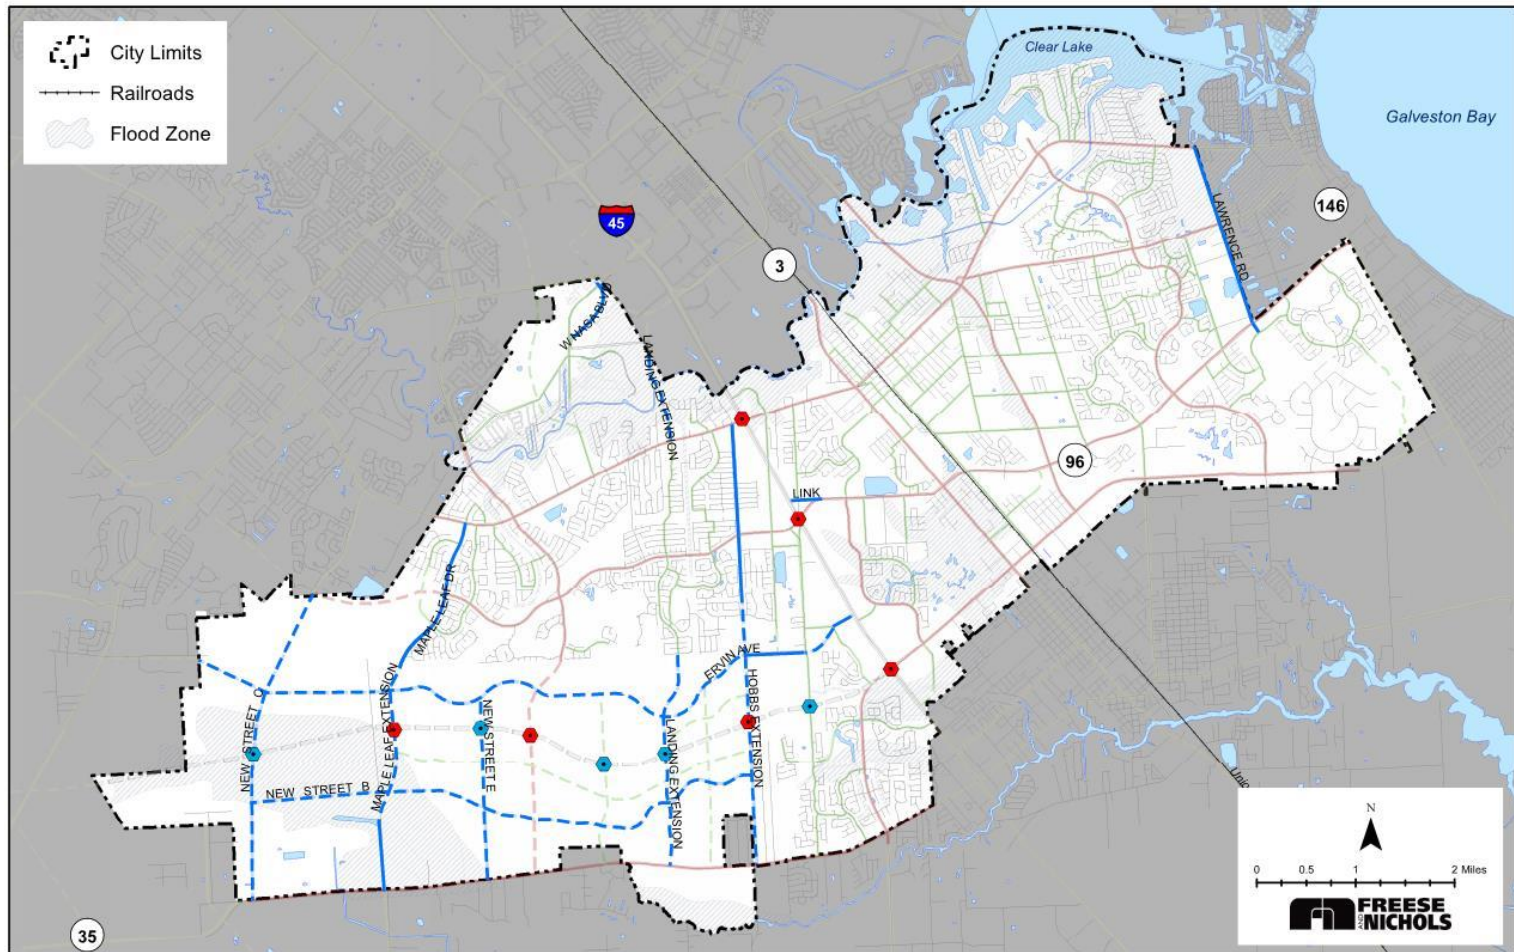 City Limits
Railroads
Flood Zone
Clear Lake
Galveston Bay
45
3
146
LAWRENCE RD
W NASA BLVD
LANDING EXTENSION
96
LINK
MAPLE LEAF DR
ERVIN AVE
HOBBS EXTENSION
NEW STREET C
MAPLE LEAF EXTENSION
NEW STREET E
LANDING EXTENSION
NEW STREET B
N
0 0.5 1 2 Miles
FREESE
AND
NICHOLS
35